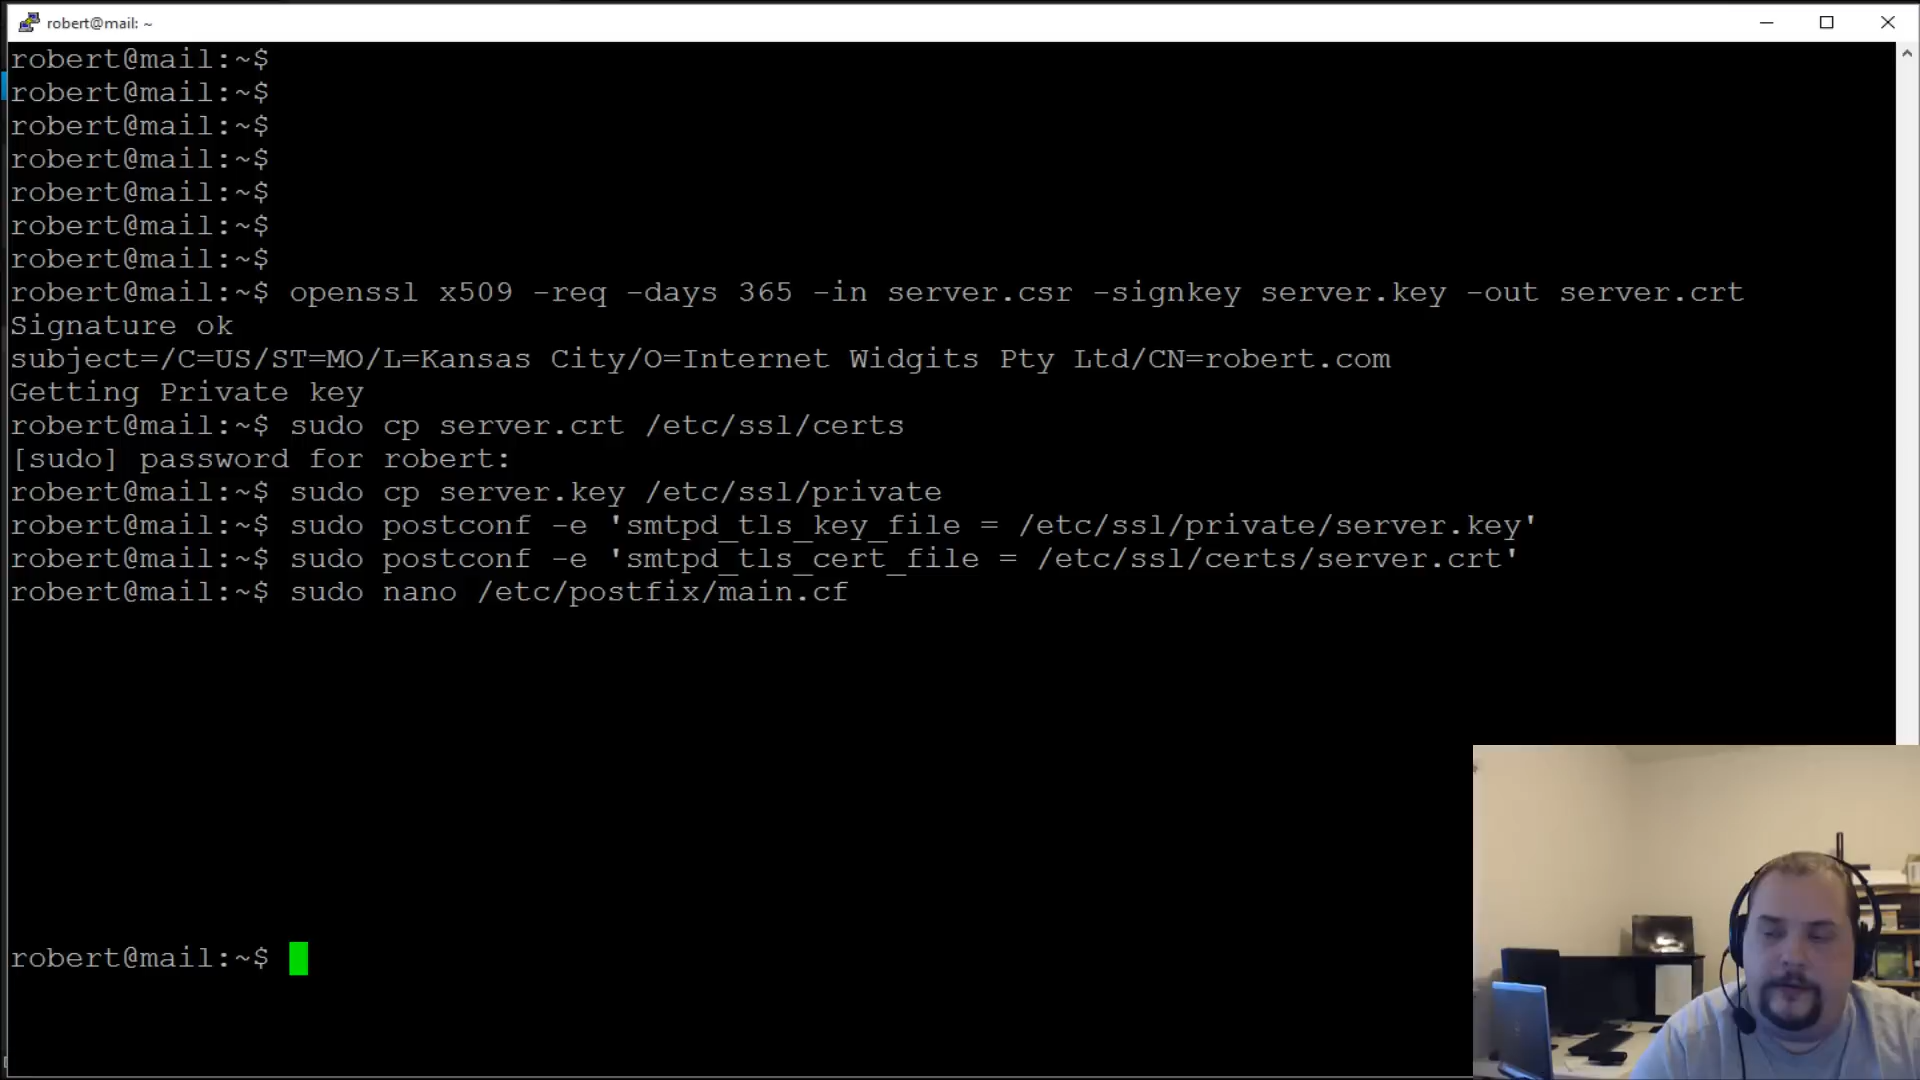 robert@mail: ~
robert@mail:~$
robert@mail:~$
robert@mail:~$
robert@mail:~$
robert@mail:~$
robert@mail:~$
robert@mail:~$
robert@mail:~$ openssl x509 -req -days 365 -in server.csr -signkey server.key -out server.crt
Signature ok
subject=/C=US/ST=MO/L=Kansas City/O=Internet Widgits Pty Ltd/CN=robert.com
Getting Private key
robert@mail:~$ sudo cp server.crt /etc/ssl/certs
[sudo] password for robert:
robert@mail:~$ sudo cp server.key /etc/ssl/private
robert@mail:~$ sudo postconf -e 'smtpd_tls_key_file = /etc/ssl/private/server.key'
robert@mail:~$ sudo postconf -e 'smtpd_tls_cert_file = /etc/ssl/certs/server.crt'
robert@mail:~$ sudo nano /etc/postfix/main.cf
robert@mail:~$